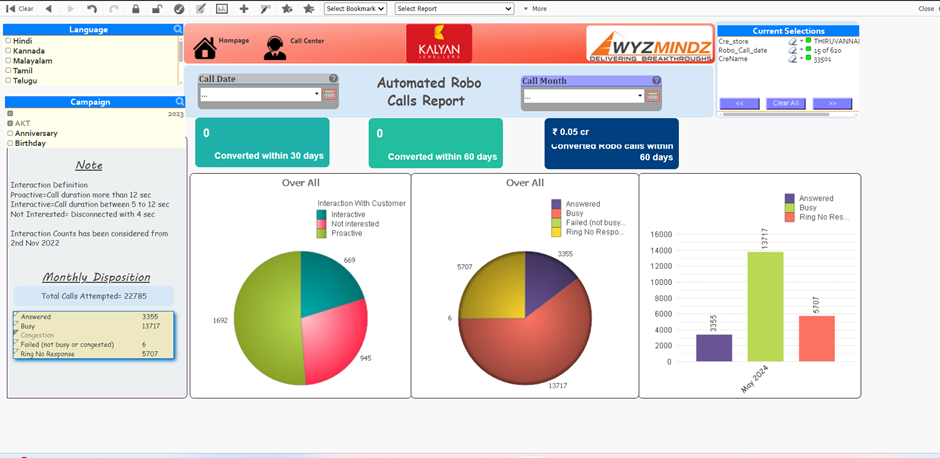 Clear
Select Bookmark
Select Report
More
Close
Language
Hindi
Kannada
Malayalam
Tamil
Telugu
Hompage
Call Center
KALYAN
JEWELLERS
WYZMINDZ
DELIVERING BREAKTHROUGHS
Current Selections
Cre_store
THIRUVANNAI
Robo_Call_date
15 of 620
CreName
33501
<<
Clear All
>>
Campaign
2023
AKT
Anniversary
Birthday
Call Date
...
Automated Robo
Calls Report
Call Month
...
0
Converted within 30 days
0
Converted within 60 days
₹ 0.05 cr
Converted Robo calls within
60 days
Note
Interaction Definition
Proactive=Call duration more than 12 sec
Interactive=Call duration between 5 to 12 sec
Not Interested= Disconnected with 4 sec
Interaction Counts has been considered from
2nd Nov 2022
Monthly Disposition
Total Calls Attempted= 22785
Answered 3355
Busy 13717
Congestion
Failed (not busy or congested) 6
Ring No Response 5707
Over All
Interaction With Customer
Interactive
Not interested
Proactive
669
1692
945
Over All
Answered
Busy
Failed (not busy...
Ring No Respo...
3355
5707
6
13717
Answered
Busy
Ring No Res...
16000
14000
12000
10000
8000
6000
4000
2000
0
3355
13717
5707
May 2024